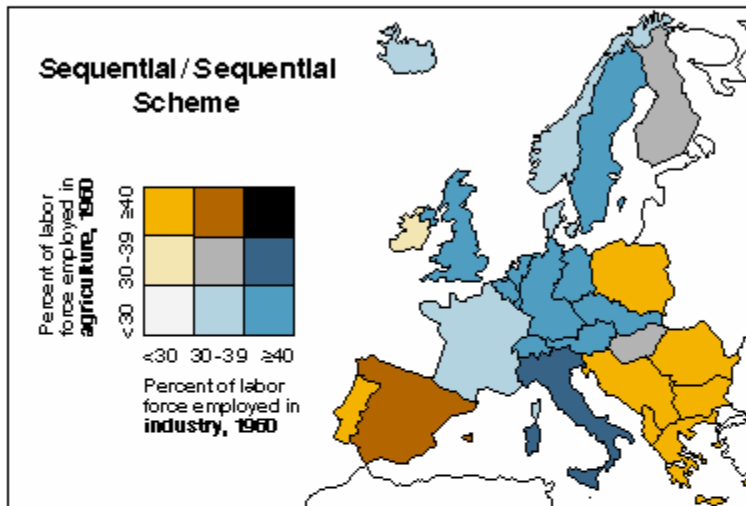 Sequential/Sequential
Scheme
Percent of labor
force employed in
agriculture, 1960
≥40
30-39
<30
<30 30-39 ≥40
Percent of labor
force employed in
industry, 1960